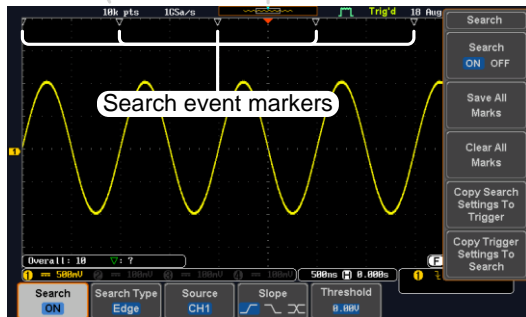 10k pts 1GSa/s Trig'd 18 Aug
Search
Search
ON OFF
Save All
Marks
Clear All
Marks
Copy Search
Settings To
Trigger
Copy Trigger
Settings To
Search
Search event markers
1
Overall: 10 ▽: ?
F
1 == 500mV 2 == 100mV 3 == 100mV 4 == 100mV 500ns H 0.000s 1
Search
ON
Search Type
Edge
Source
CH1
Slope
Threshold
0.00V